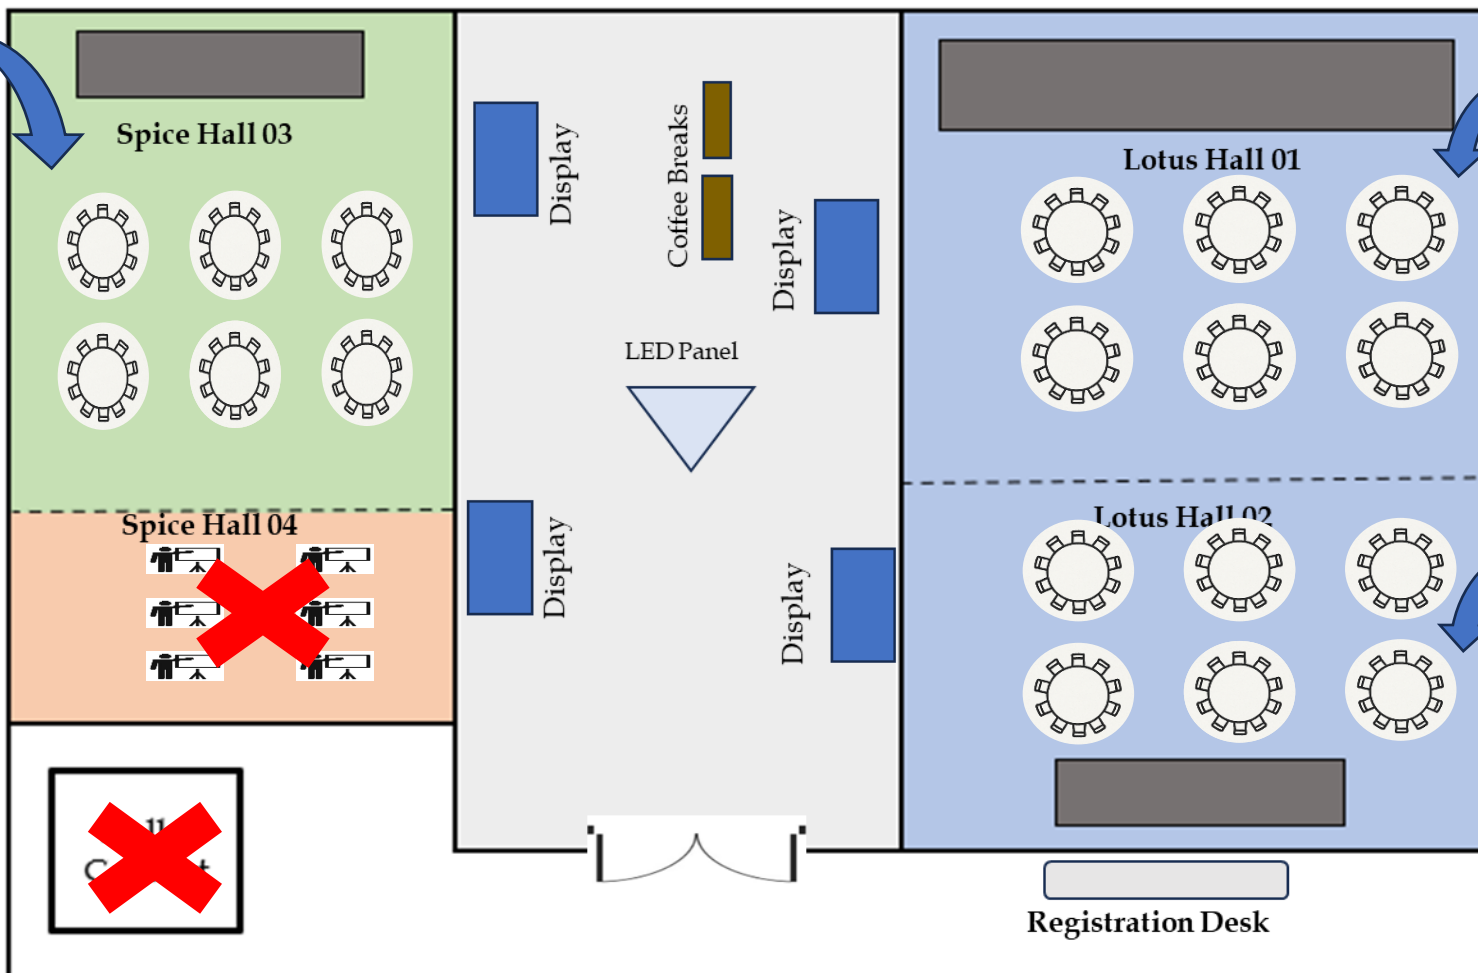 Spice Hall 03
Display
Coffee Breaks
Display
Lotus Hall 01
LED Panel
Spice Hall 04
Display
Display
Lotus Hall 02
Registration Desk